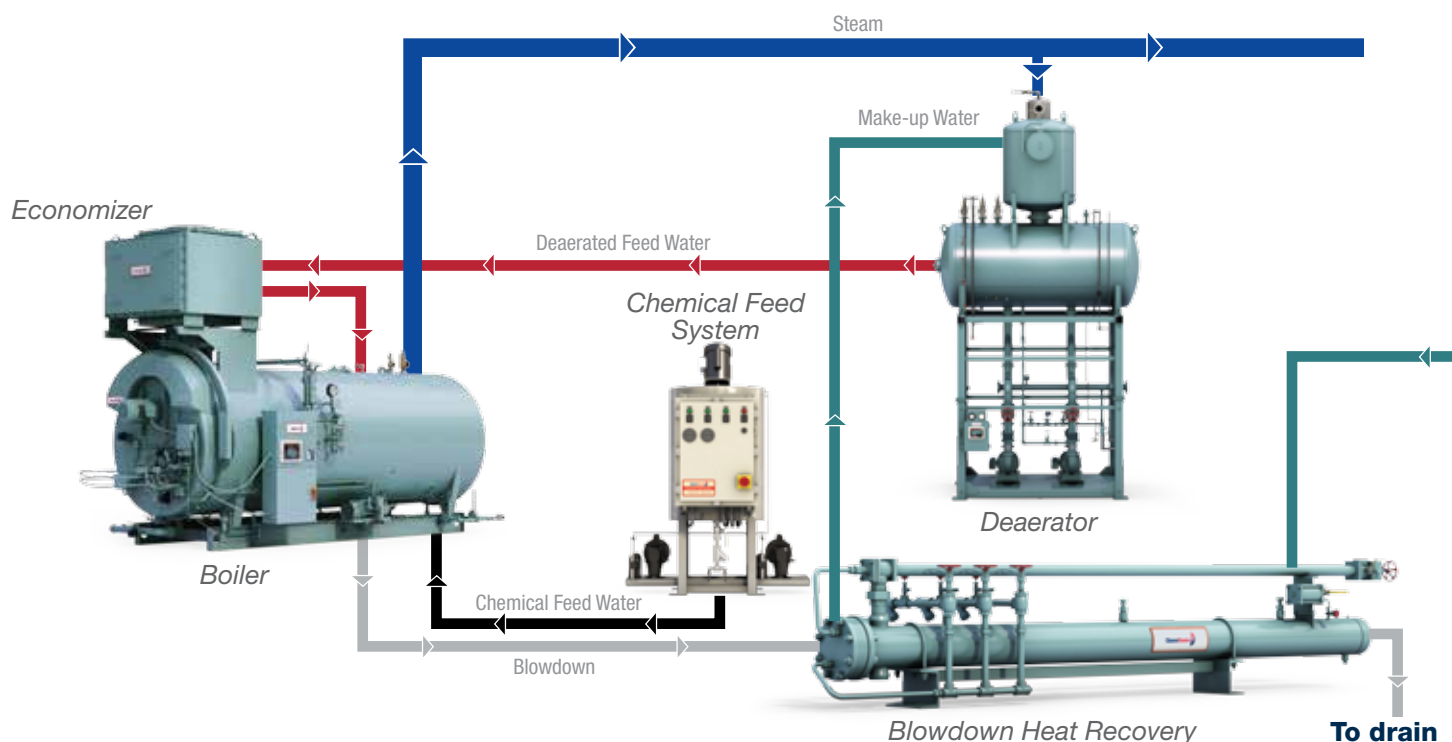 Steam
Make-up Water
Economizer
Deaerated Feed Water
Chemical Feed
System
Deaerator
Boiler
Chemical Feed Water
Blowdown
Blowdown Heat Recovery
To drain